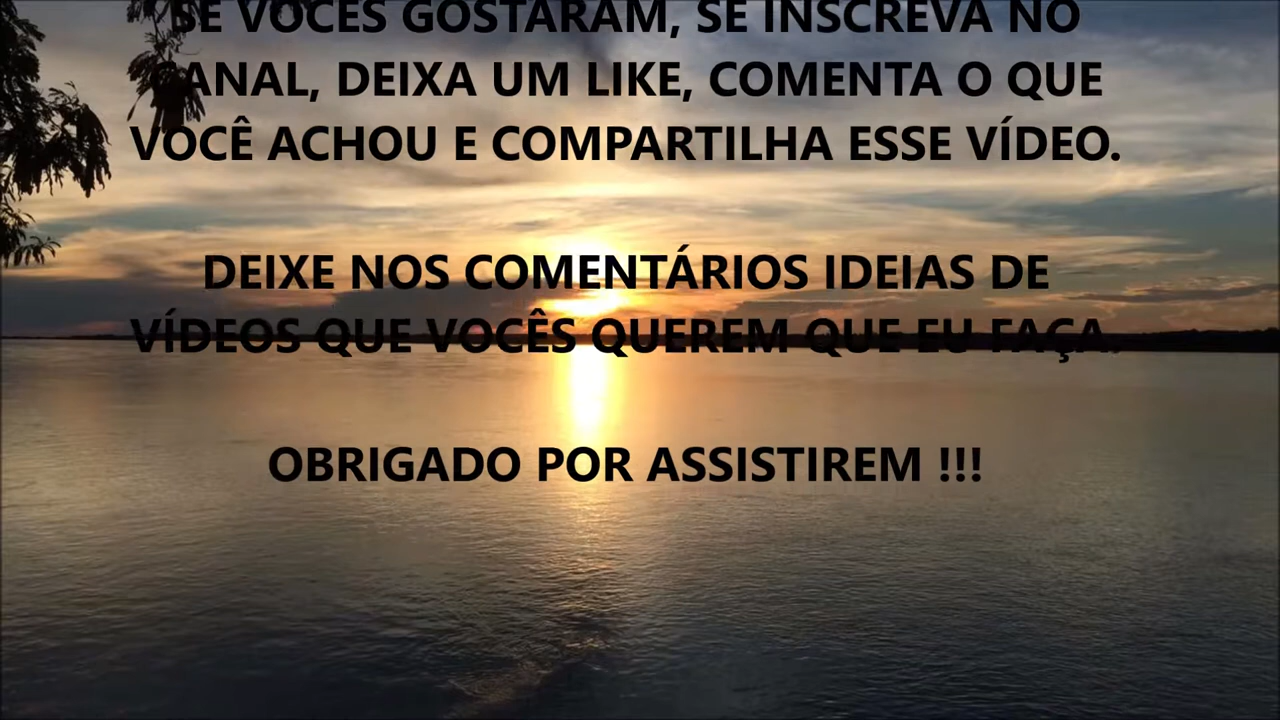 SE VOCÊS GOSTARAM, SE INSCREVA NO
CANAL, DEIXA UM LIKE, COMENTA O QUE
VOCÊ ACHOU E COMPARTILHA ESSE VÍDEO.
DEIXE NOS COMENTÁRIOS IDEIAS DE
VÍDEOS QUE VOCÊS QUEREM QUE EU FAÇA.
OBRIGADO POR ASSISTIREM !!!